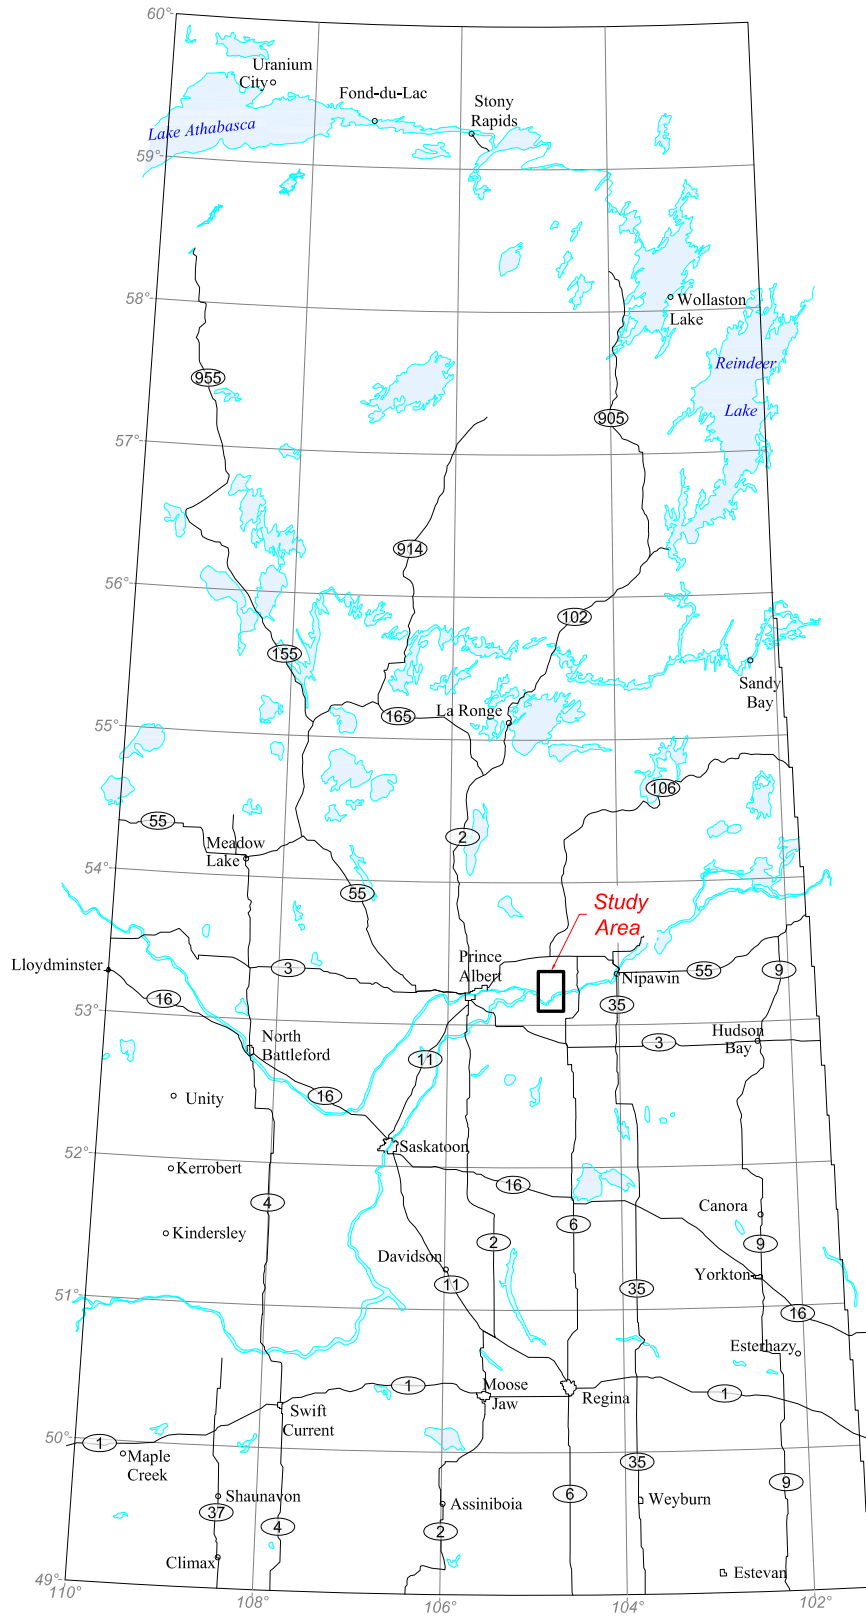 60°
Uranium
City
Fond-du-Lac
Stony
Rapids
Lake Athabasca
59°
58°
Wollaston
Lake
Reindeer
Lake
955
905
57°
914
56°
102
155
Sandy
Bay
165
La Ronge
55°
106
55
2
Meadow
Lake
54°
55
Study
Area
Prince
Albert
Lloydminster
3
Nipawin
55
9
16
35
53°
North
Battleford
11
3
Hudson
Bay
16
Unity
Saskatoon
52°
Kerrobert
16
4
Canora
6
Kindersley
2
9
Davidson
11
Yorkton
35
51°
16
Esterhazy
1
Moose
Jaw
Regina
1
Swift
Current
50°
1
Maple
Creek
35
9
Shaunavon
Assiniboia
6
Weyburn
37
4
2
Climax
Estevan
49°
110°
108°
106°
104°
102°